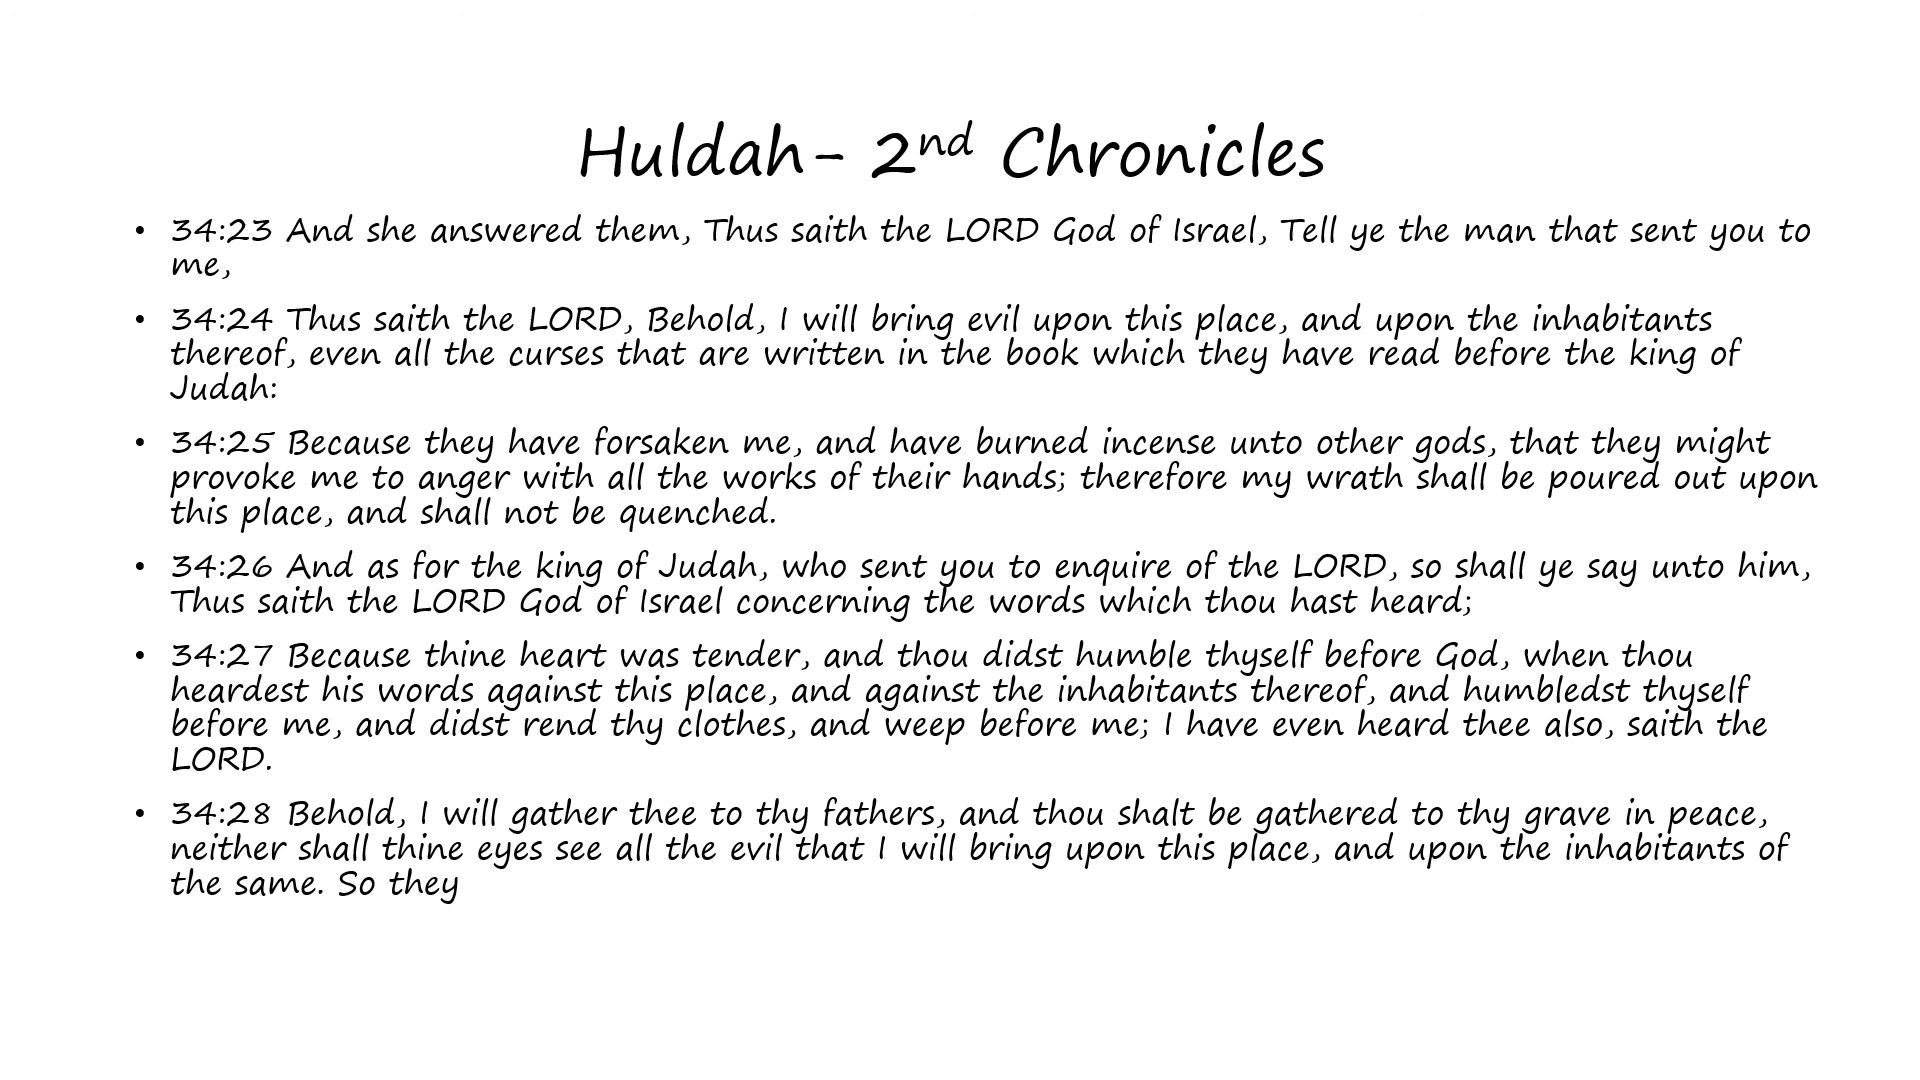 Huldah- 2nd Chronicles
• 34:23 And she answered them, Thus saith the LORD God of Israel, Tell ye the man that sent you to
me,
• 34:24 Thus saith the LORD, Behold, I will bring evil upon this place, and upon the inhabitants
thereof, even all the curses that are written in the book which they have read before the king of
Judah:
• 34:25 Because they have forsaken me, and have burned incense unto other gods, that they might
provoke me to anger with all the works of their hands; therefore my wrath shall be poured out upon
this place, and shall not be quenched.
• 34:26 And as for the king of Judah, who sent you to enquire of the LORD, so shall ye say unto him,
Thus saith the LORD God of Israel concerning the words which thou hast heard;
• 34:27 Because thine heart was tender, and thou didst humble thyself before God, when thou
heardest his words against this place, and against the inhabitants thereof, and humbledst thyself
before me, and didst rend thy clothes, and weep before me; I have even heard thee also, saith the
LORD.
• 34:28 Behold, I will gather thee to thy fathers, and thou shalt be gathered to thy grave in peace,
neither shall thine eyes see all the evil that I will bring upon this place, and upon the inhabitants of
the same. So they